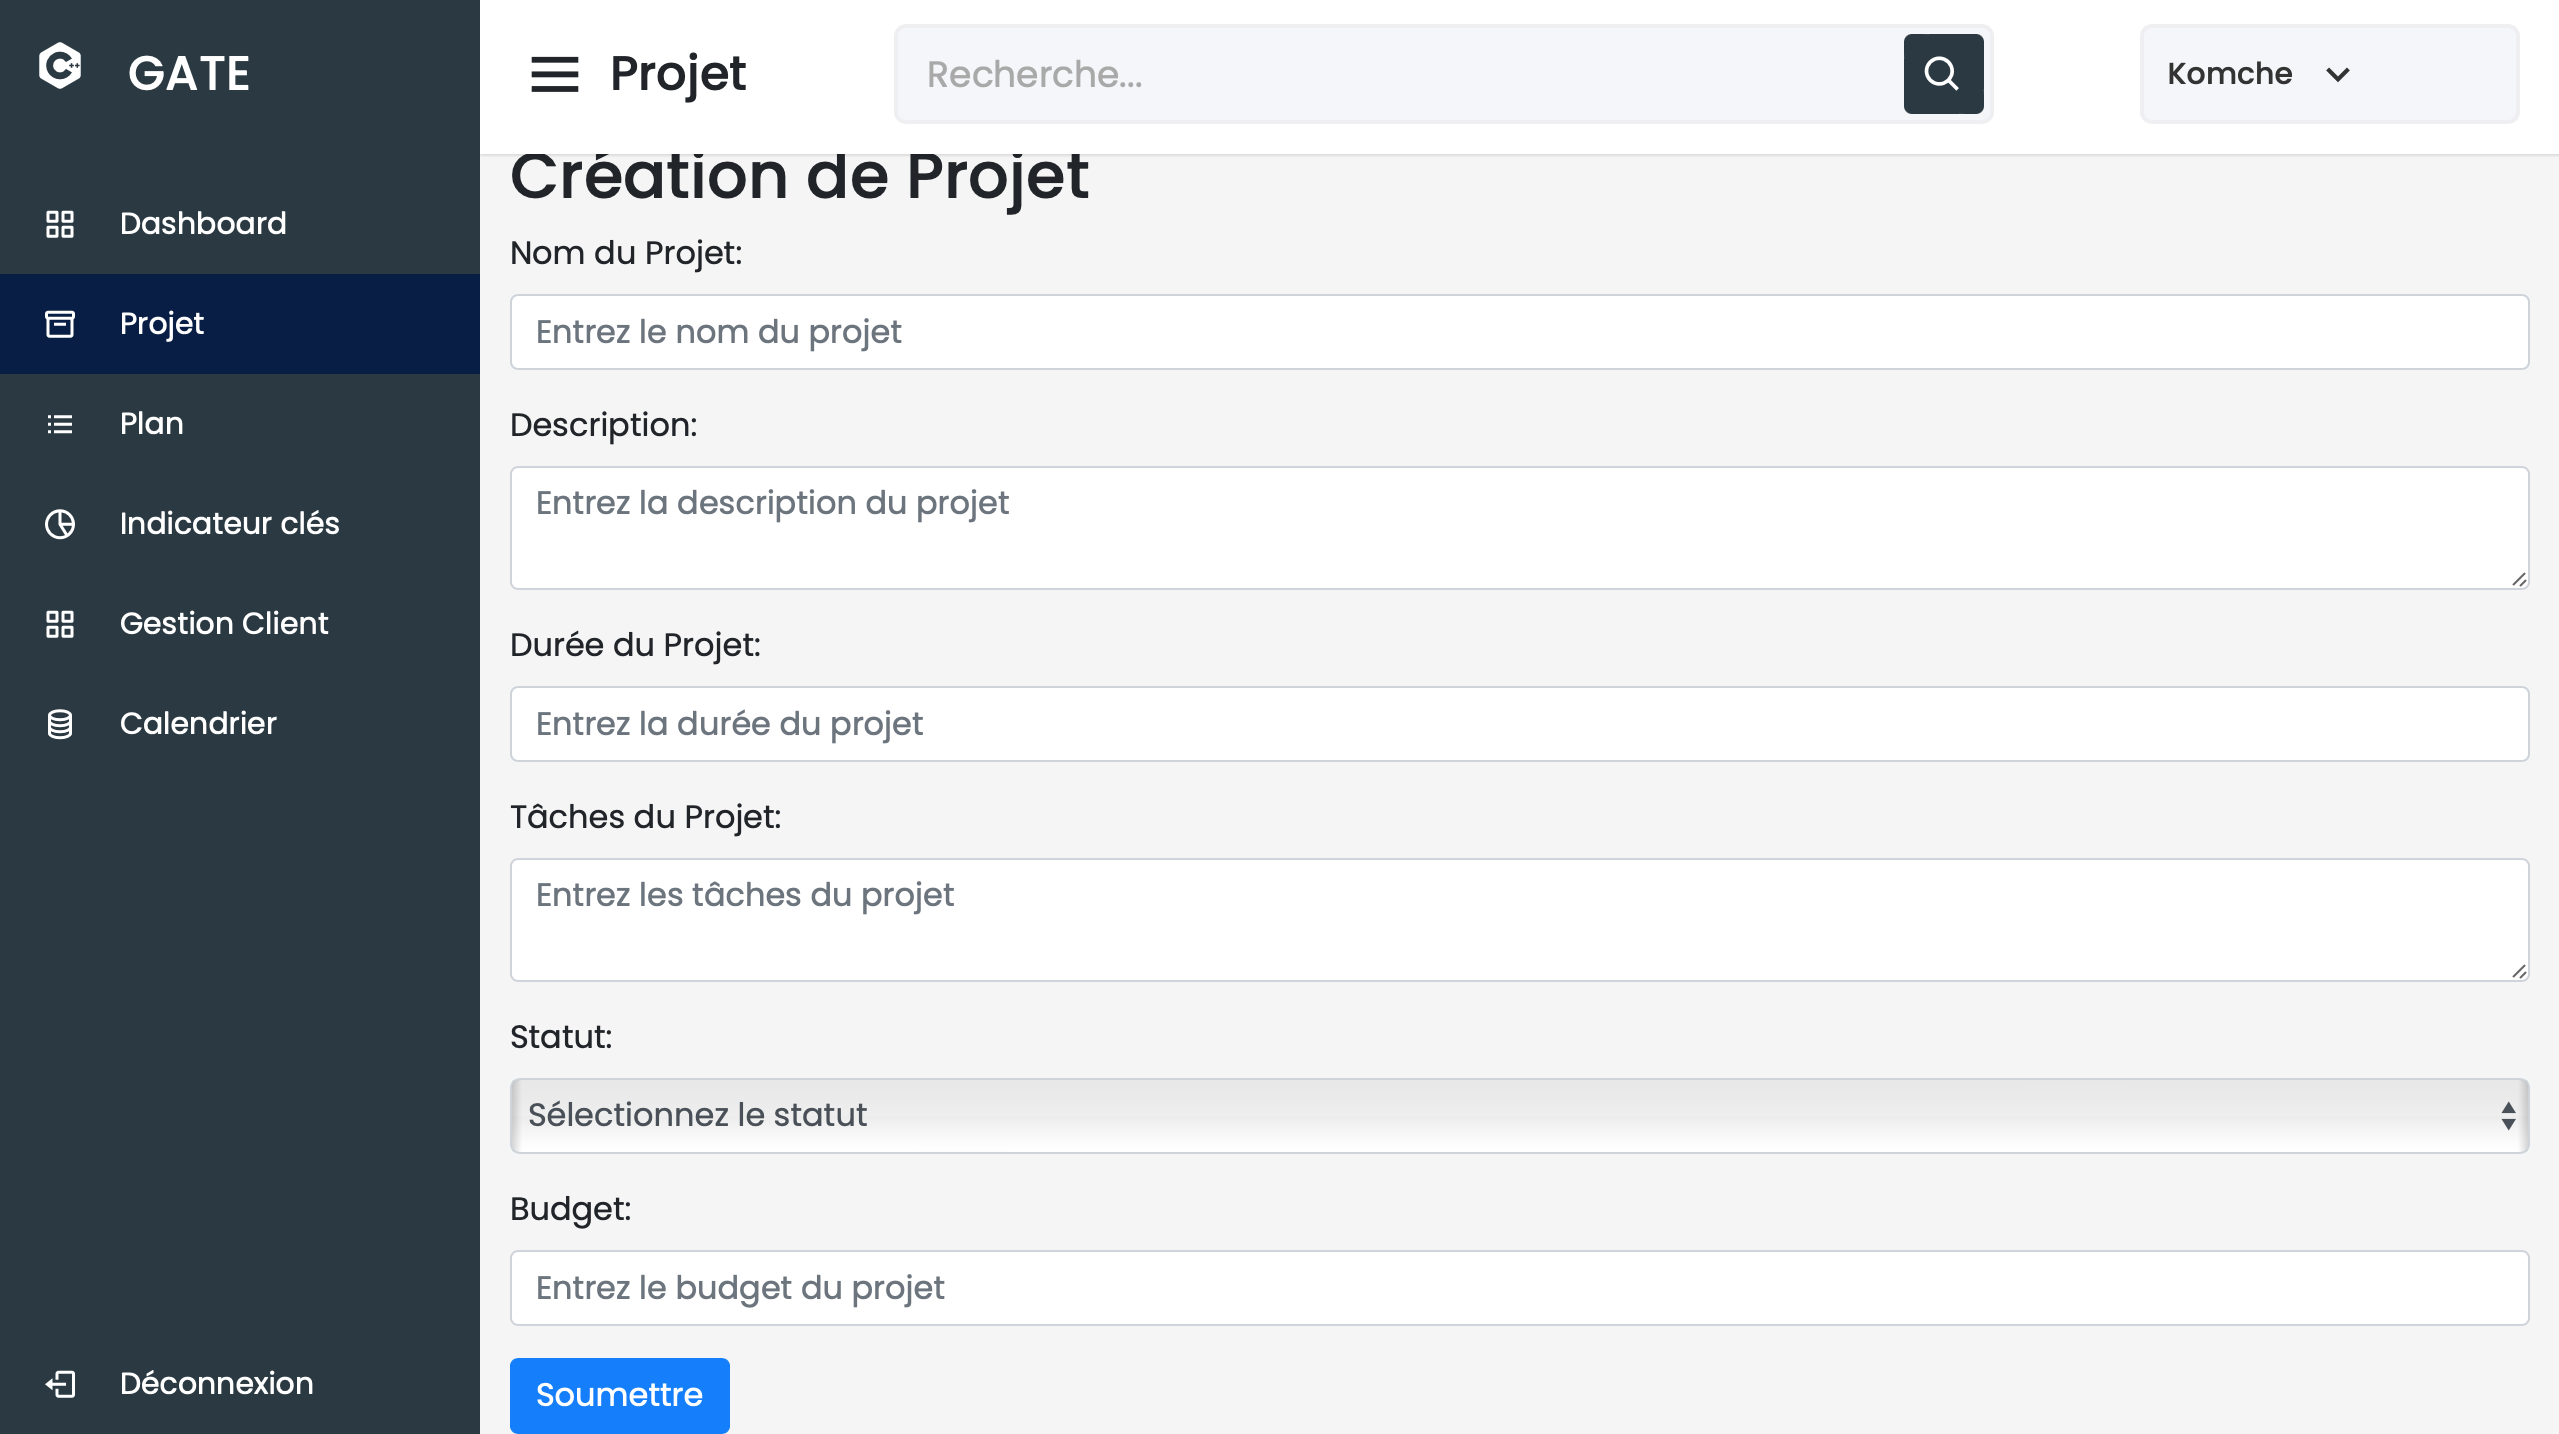 GATE
Dashboard
Projet
Plan
Indicateur clés
Gestion Client
Calendrier
Déconnexion
Projet
Recherche...
Komche
Création de Projet
Nom du Projet:
Entrez le nom du projet
Description:
Entrez la description du projet
Durée du Projet:
Entrez la durée du projet
Tâches du Projet:
Entrez les tâches du projet
Statut:
Sélectionnez le statut
Budget:
Entrez le budget du projet
Soumettre